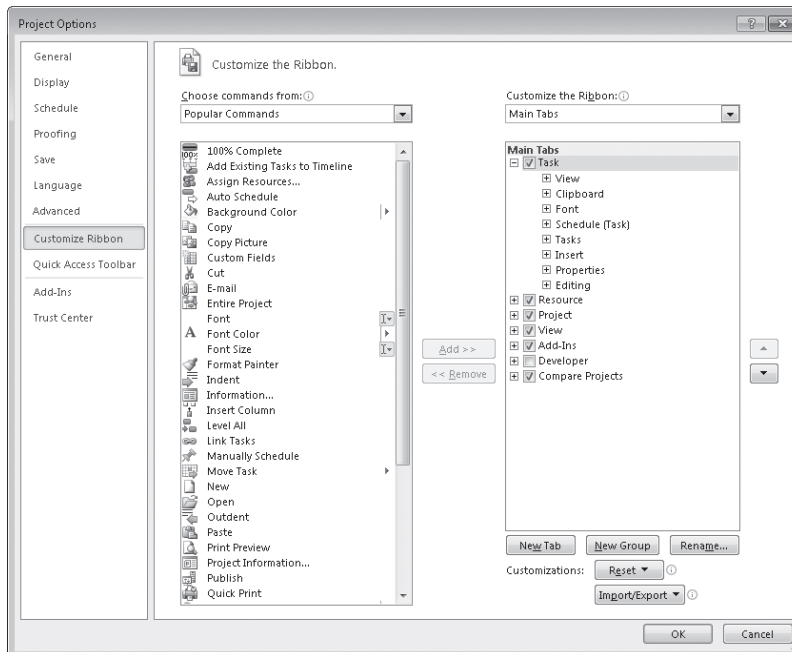 Project Options
General
Display
Schedule
Proofing
Save
Language
Advanced
Customize Ribbon
Quick Access Toolbar
Add-Ins
Trust Center
Customize the Ribbon.
Choose commands from:
Popular Commands
100% Complete
Add Existing Tasks to Timeline
Assign Resources...
Auto Schedule
Background Color
Copy
Copy Picture
Custom Fields
Cut
E-mail
Entire Project
Font
Font Color
Font Size
Format Painter
Indent
Information...
Insert Column
Level All
Link Tasks
Manually Schedule
Move Task
New
Open
Outdent
Paste
Print Preview
Project Information...
Publish
Quick Print
Add >>
<< Remove
Customize the Ribbon:
Main Tabs
Main Tabs
Task
View
Clipboard
Font
Schedule (Task)
Tasks
Insert
Properties
Editing
Resource
Project
View
Add-Ins
Developer
Compare Projects
New Tab New Group Rename...
Customizations: Reset
Import/Export
OK Cancel